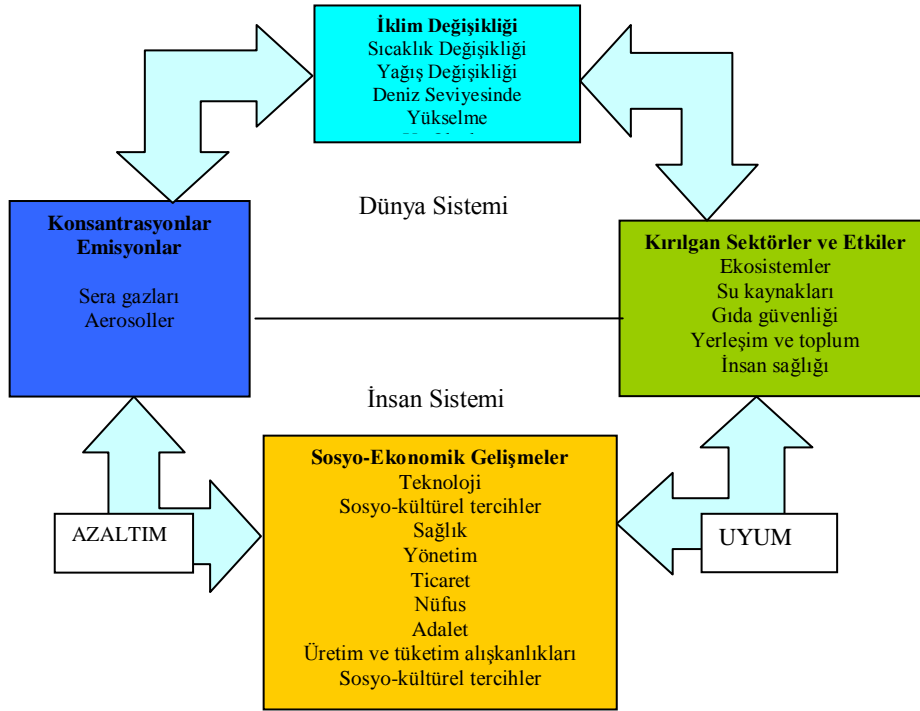 İklim Değişikliği
Sıcaklık Değişikliği
Yağış Değişikliği
Deniz Seviyesinde
Yükselme
Dünya Sistemi
Konsantrasyonlar
Emisyonlar
Sera gazları
Aerosoller
Kırılgan Sektörler ve Etkiler
Ekosistemler
Su kaynakları
Gıda güvenliği
Yerleşim ve toplum
İnsan sağlığı
İnsan Sistemi
Sosyo-Ekonomik Gelişmeler
Teknoloji
Sosyo-kültürel tercihler
Sağlık
Yönetim
Ticaret
Nüfus
Adalet
Üretim ve tüketim alışkanlıkları
Sosyo-kültürel tercihler
AZALTIM
UYUM